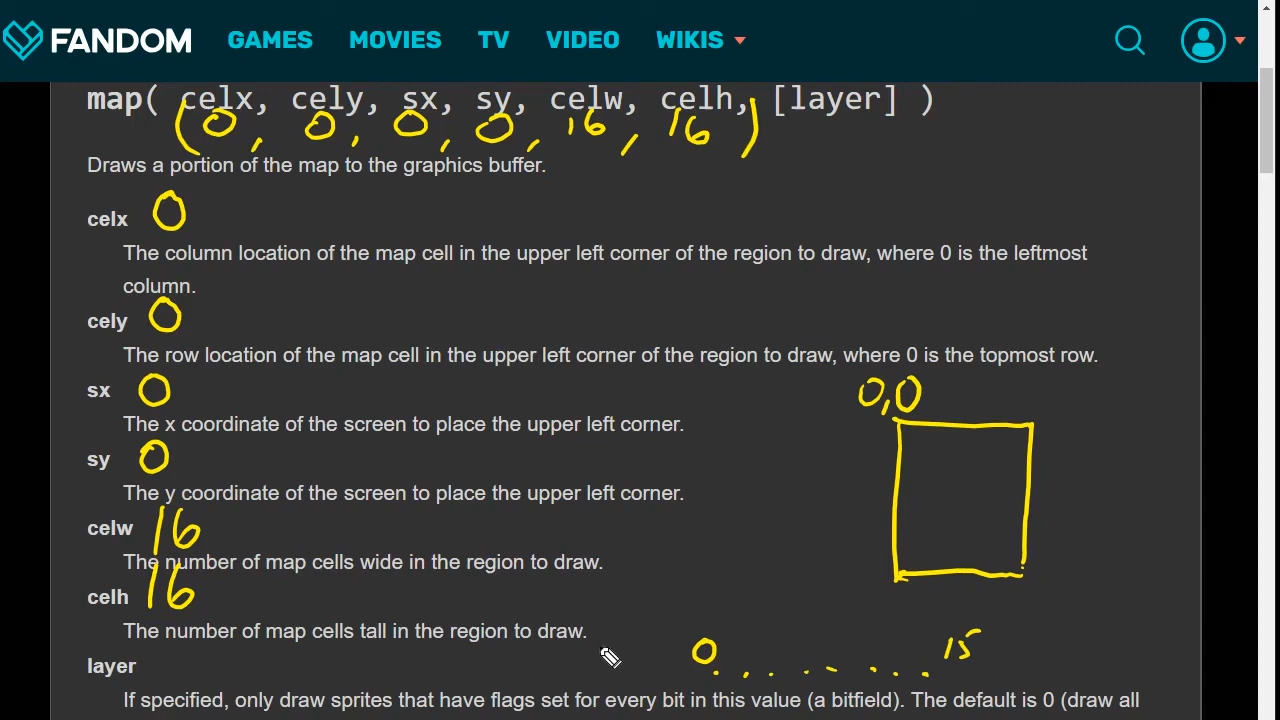 FANDOM GAMES MOVIES TV VIDEO WIKIS
map( celx, cely, sx, sy, celw, celh, [layer] )
(0, 0, 0, 0, 16, 16)
Draws a portion of the map to the graphics buffer.
celx 0
The column location of the map cell in the upper left corner of the region to draw, where 0 is the leftmost
column.
cely 0
The row location of the map cell in the upper left corner of the region to draw, where 0 is the topmost row.
sx 0
0,0
The x coordinate of the screen to place the upper left corner.
sy 0
The y coordinate of the screen to place the upper left corner.
celw 16
The number of map cells wide in the region to draw.
celh 16
The number of map cells tall in the region to draw.
0 . . . . . . . 15
layer
If specified, only draw sprites that have flags set for every bit in this value (a bitfield). The default is 0 (draw all